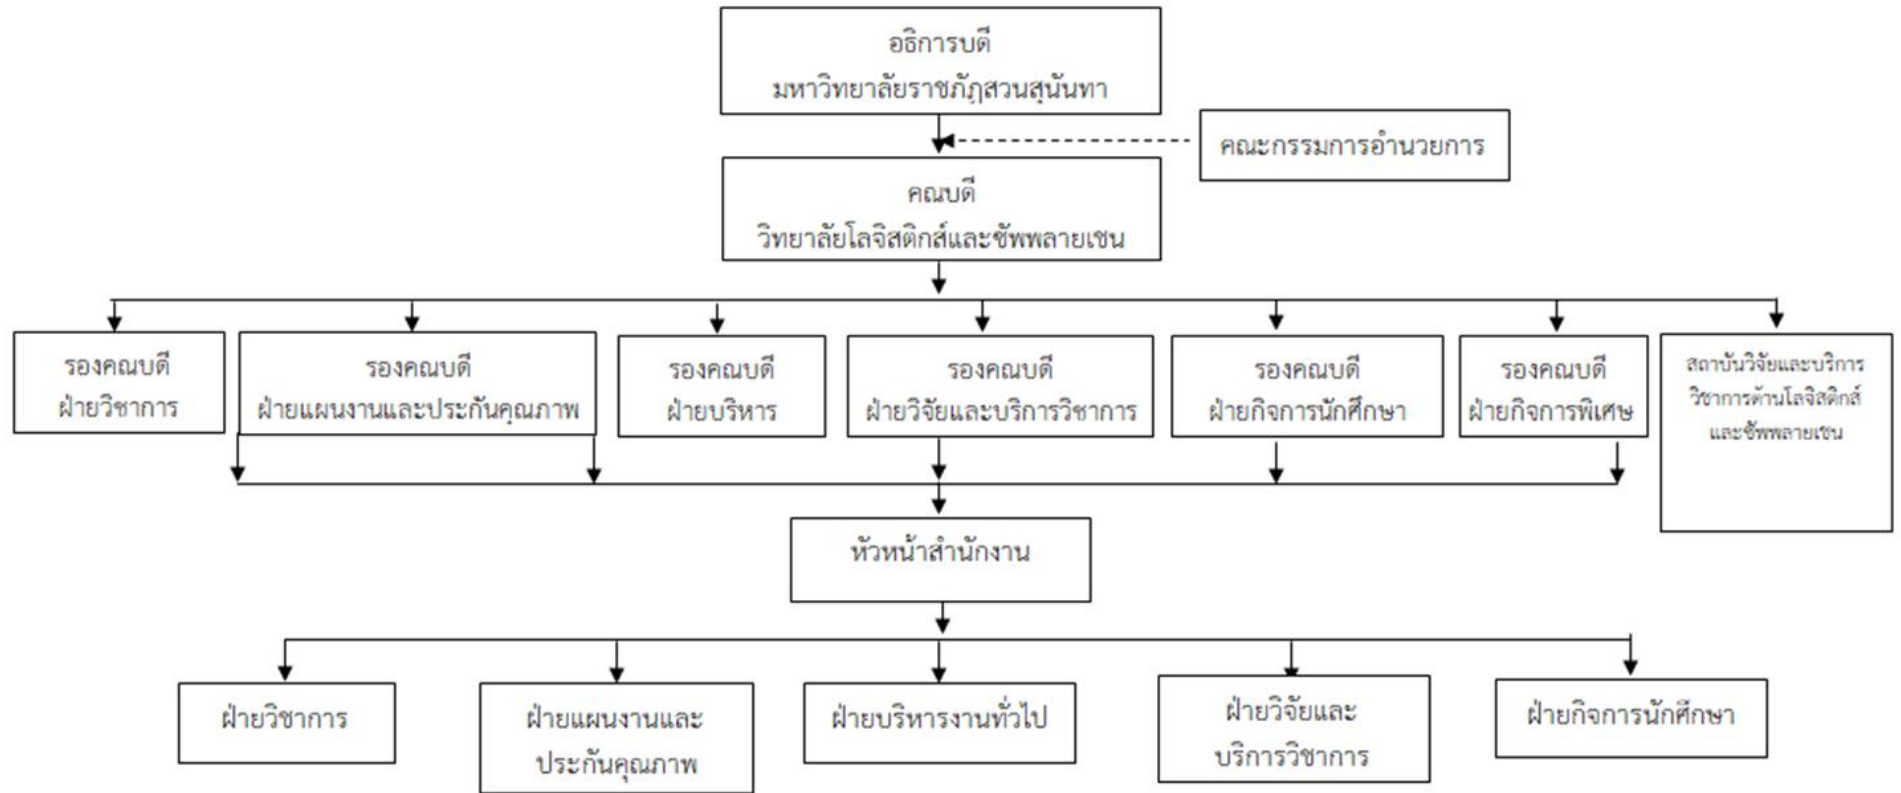 อธิการบดี
มหาวิทยาลัยราชภัฏสวนสุนันทา
คณะกรรมการอำนวยการ
คณบดี
วิทยาลัยโลจิสติกส์และซัพพลายเชน
รองคณบดี
ฝ่ายวิชาการ
รองคณบดี
ฝ่ายแผนงานและประกันคุณภาพ
รองคณบดี
ฝ่ายบริหาร
รองคณบดี
ฝ่ายวิจัยและบริการวิชาการ
รองคณบดี
ฝ่ายกิจการนักศึกษา
รองคณบดี
ฝ่ายกิจการพิเศษ
สถาบันวิจัยและบริการ
วิชาการด้านโลจิสติกส์
และซัพพลายเชน
หัวหน้าสำนักงาน
ฝ่ายวิชาการ
ฝ่ายแผนงานและ
ประกันคุณภาพ
ฝ่ายบริหารงานทั่วไป
ฝ่ายวิจัยและ
บริการวิชาการ
ฝ่ายกิจการนักศึกษา